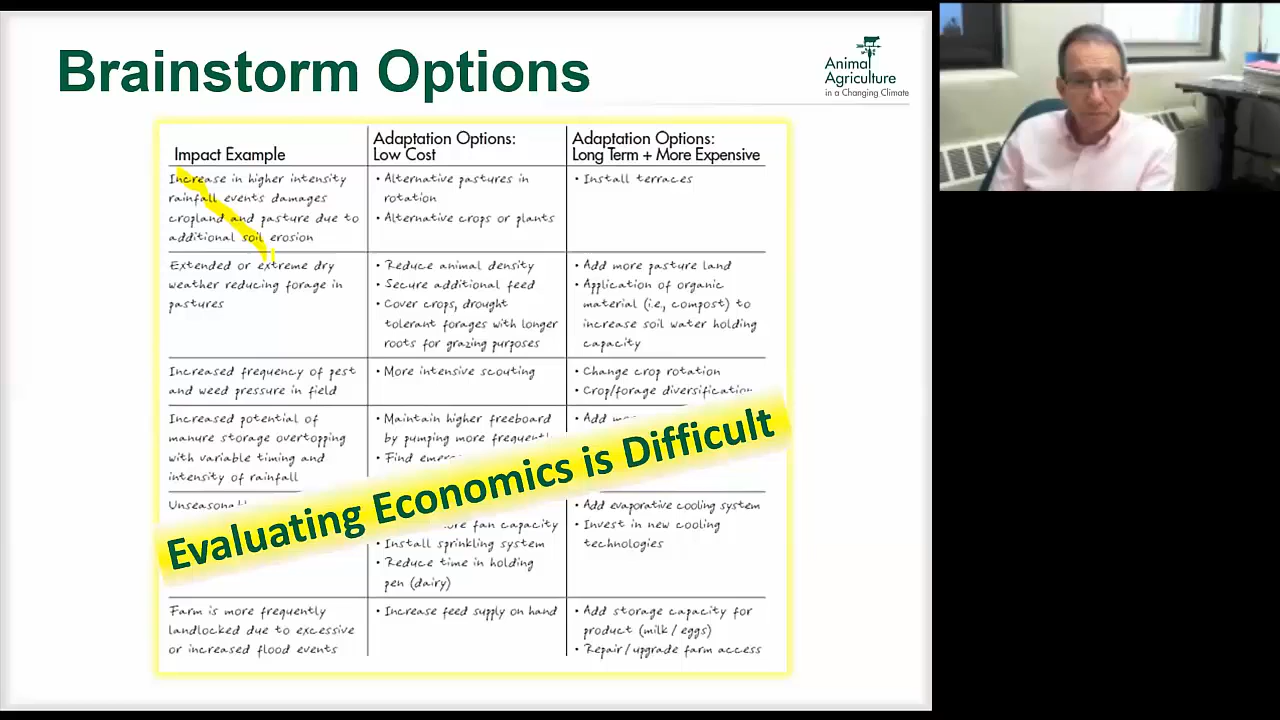 Brainstorm Options
Animal
Agriculture
in a Changing Climate
Impact Example
Adaptation Options:
Low Cost
Adaptation Options:
Long Term + More Expensive
Increase in higher intensity
rainfall events damages
cropland and pasture due to
additional soil erosion
• Alternative pastures in
rotation
• Alternative crops or plants
• Install terraces
Extended or extreme dry
weather reducing forage in
pastures
• Reduce animal density
• Secure additional feed
• Cover crops, drought
tolerant forages with longer
roots for grazing purposes
• Add more pasture land
• Application of organic
material (i.e., compost) to
increase soil water holding
capacity
Increased frequency of pest
and weed pressure in field
• More intensive scouting
• Change crop rotation
• Crop/forage diversification
Increased potential of
manure storage overtopping
with variable timing and
intensity of rainfall
• Maintain higher freeboard
by pumping more
• Find
• Add
Evaluating Economics is Difficult
fan capacity
• Install sprinkling system
• Reduce time in holding
pen (dairy)
• Add evaporative cooling system
• Invest in new cooling
technologies
Farm is more frequently
landlocked due to excessive
or increased flood events
• Increase feed supply on hand
• Add storage capacity for
product (milk / eggs)
• Repair/upgrade farm access